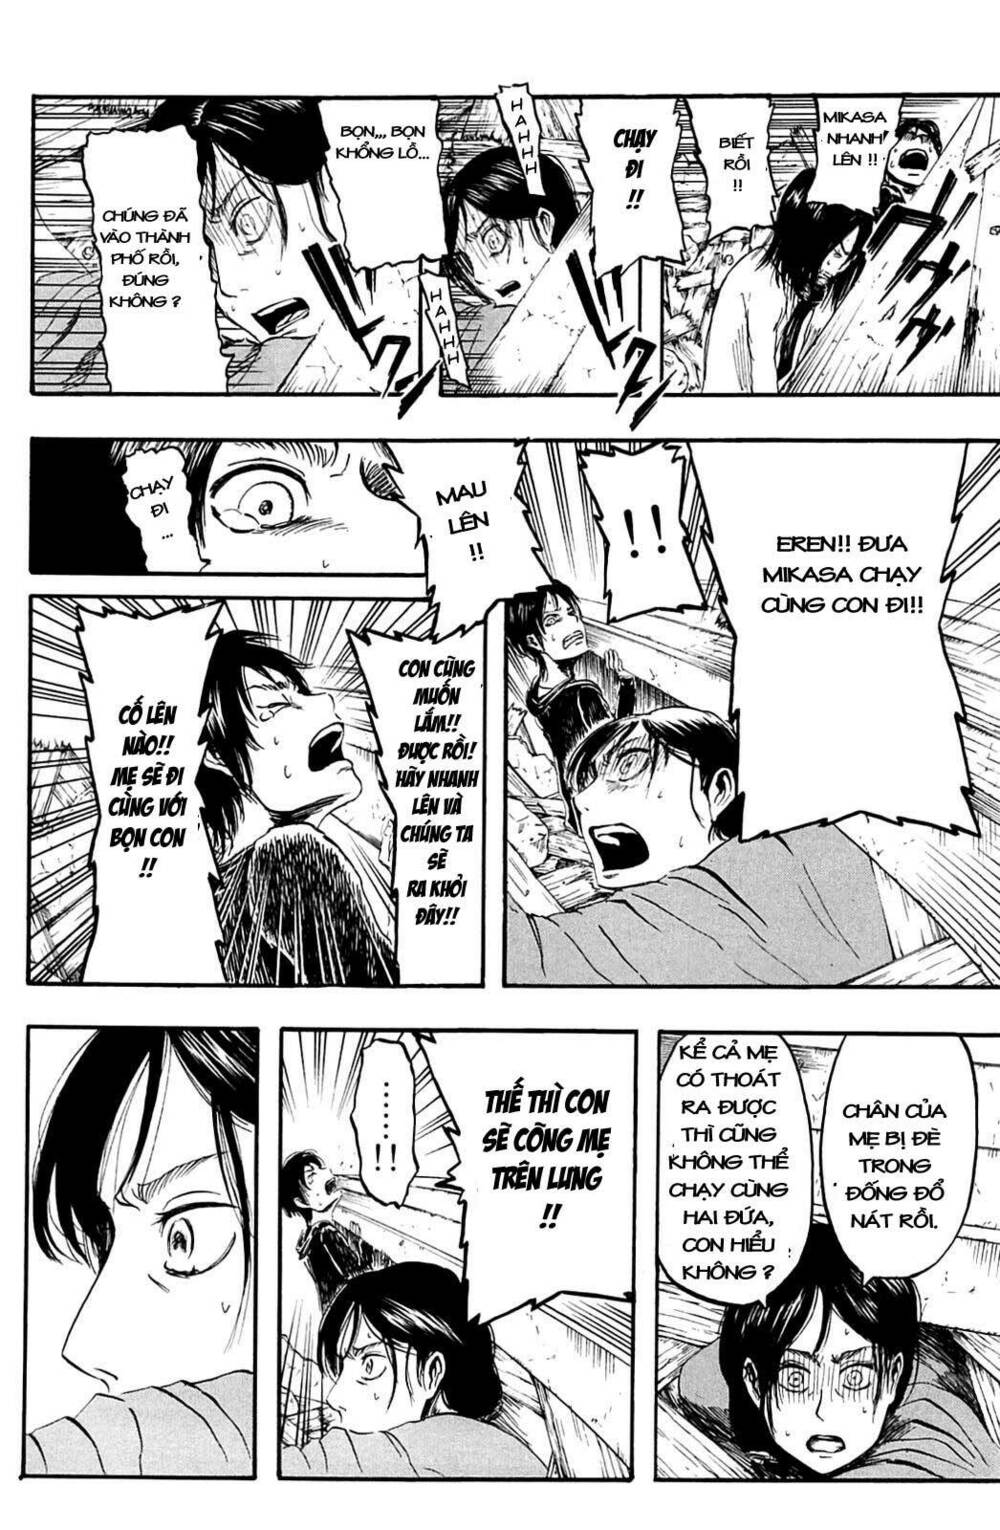 MIKASA
NHANH
LÊN !!
BIẾT
RỒI
!!
CHẠY
ĐI
!!
HAHHH
HAHHH
BỌN,,, BỌN
KHỔNG LỒ...
CHÚNG ĐÃ
VÀO THÀNH
PHỐ RỒI,
ĐÚNG
KHÔNG ?
EREN!! ĐƯA
MIKASA CHẠY
CÙNG CON ĐI!!
!!
MAU
LÊN
!!
CHẠY
ĐI
...
CON CŨNG
MUỐN
LẮM!!
ĐƯỢC RỒI!
HÃY NHANH
LÊN VÀ
CHÚNG TA
SẼ
RA KHỎI
ĐÂY!!
CỐ LÊN
NÀO!!
MẸ SẼ ĐI
CÙNG VỚI
BỌN CON
!!
CHÂN CỦA
MẸ BỊ ĐÈ
TRONG
ĐỐNG ĐỔ
NÁT RỒI.
KỂ CẢ MẸ
CÓ THOÁT
RA ĐƯỢC
THÌ CŨNG
KHÔNG THỂ
CHẠY CÙNG
HAI ĐỨA,
CON HIỂU
KHÔNG ?
THẾ THÌ CON
SẼ CÕNG MẸ
TRÊN LƯNG
!!
......!!